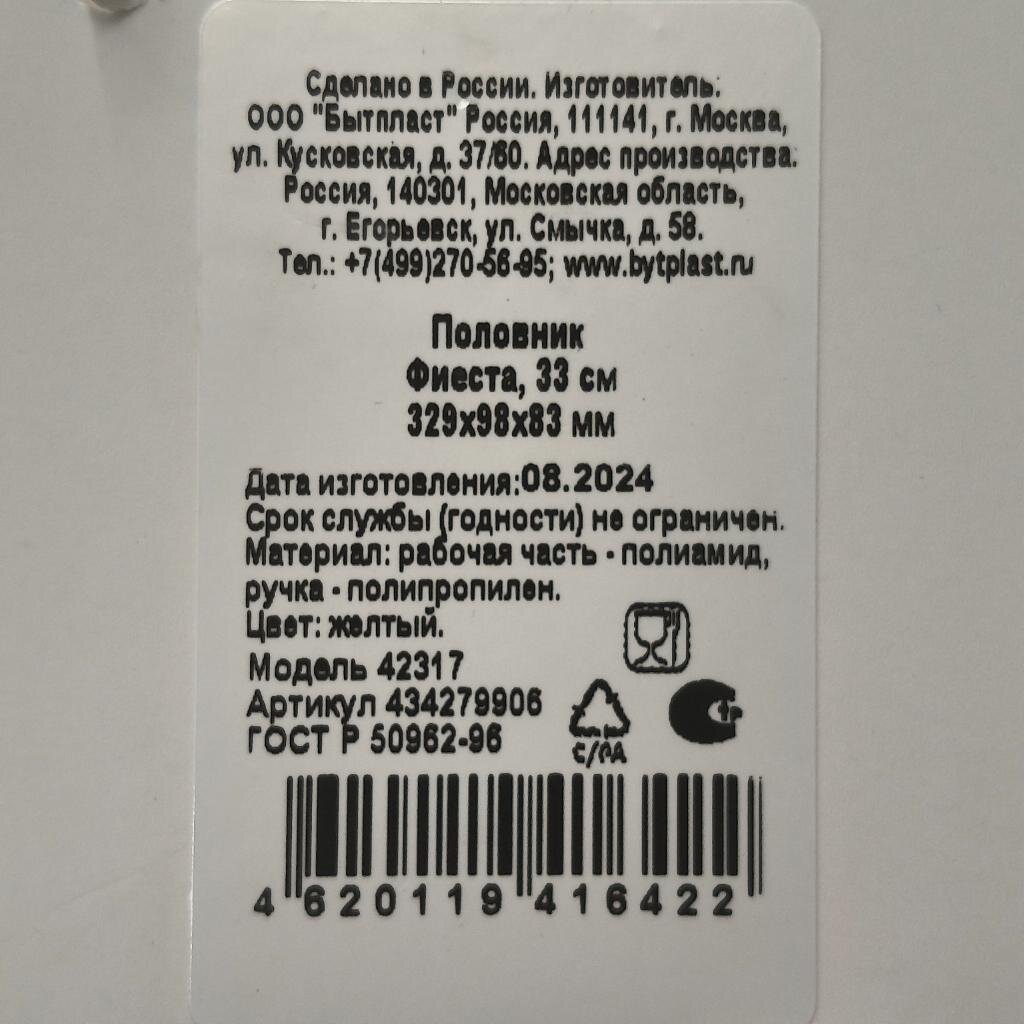 Сделано в России. Изготовитель:
ООО "Бытпласт" Россия, 111141, г. Москва,
ул. Кусковская, д. 37/60. Адрес производства:
Россия, 140301, Московская область,
г. Егорьевск, ул. Смычка, д. 58.
Тел.: +7(499)270-56-95; www.bytplast.ru
Половник
Фиеста, 33 см
329х98х83 мм
Дата изготовления:08.2024
Срок службы (годности) не ограничен.
Материал: рабочая часть - полиамид,
ручка - полипропилен.
Цвет: желтый.
Модель 42317
Артикул 434279906
ГОСТ Р 50962-96
C/PA
4 620119 416422